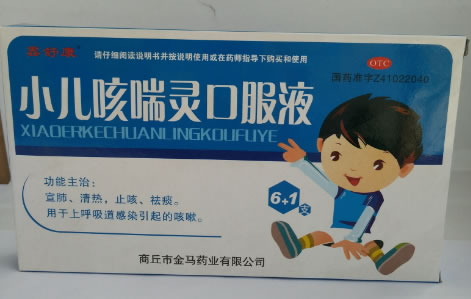 森好康
请仔细阅读说明书并按说明使用或在药师指导下购买和使用
OTC
国药准字Z41022040
小儿咳喘灵口服液
XIAOERKECHUANLINGKOUFUYE
功能主治:
宣肺、清热,止咳、祛痰。
用于上呼吸道感染引起的咳嗽。
6+1支
商丘市金马药业有限公司